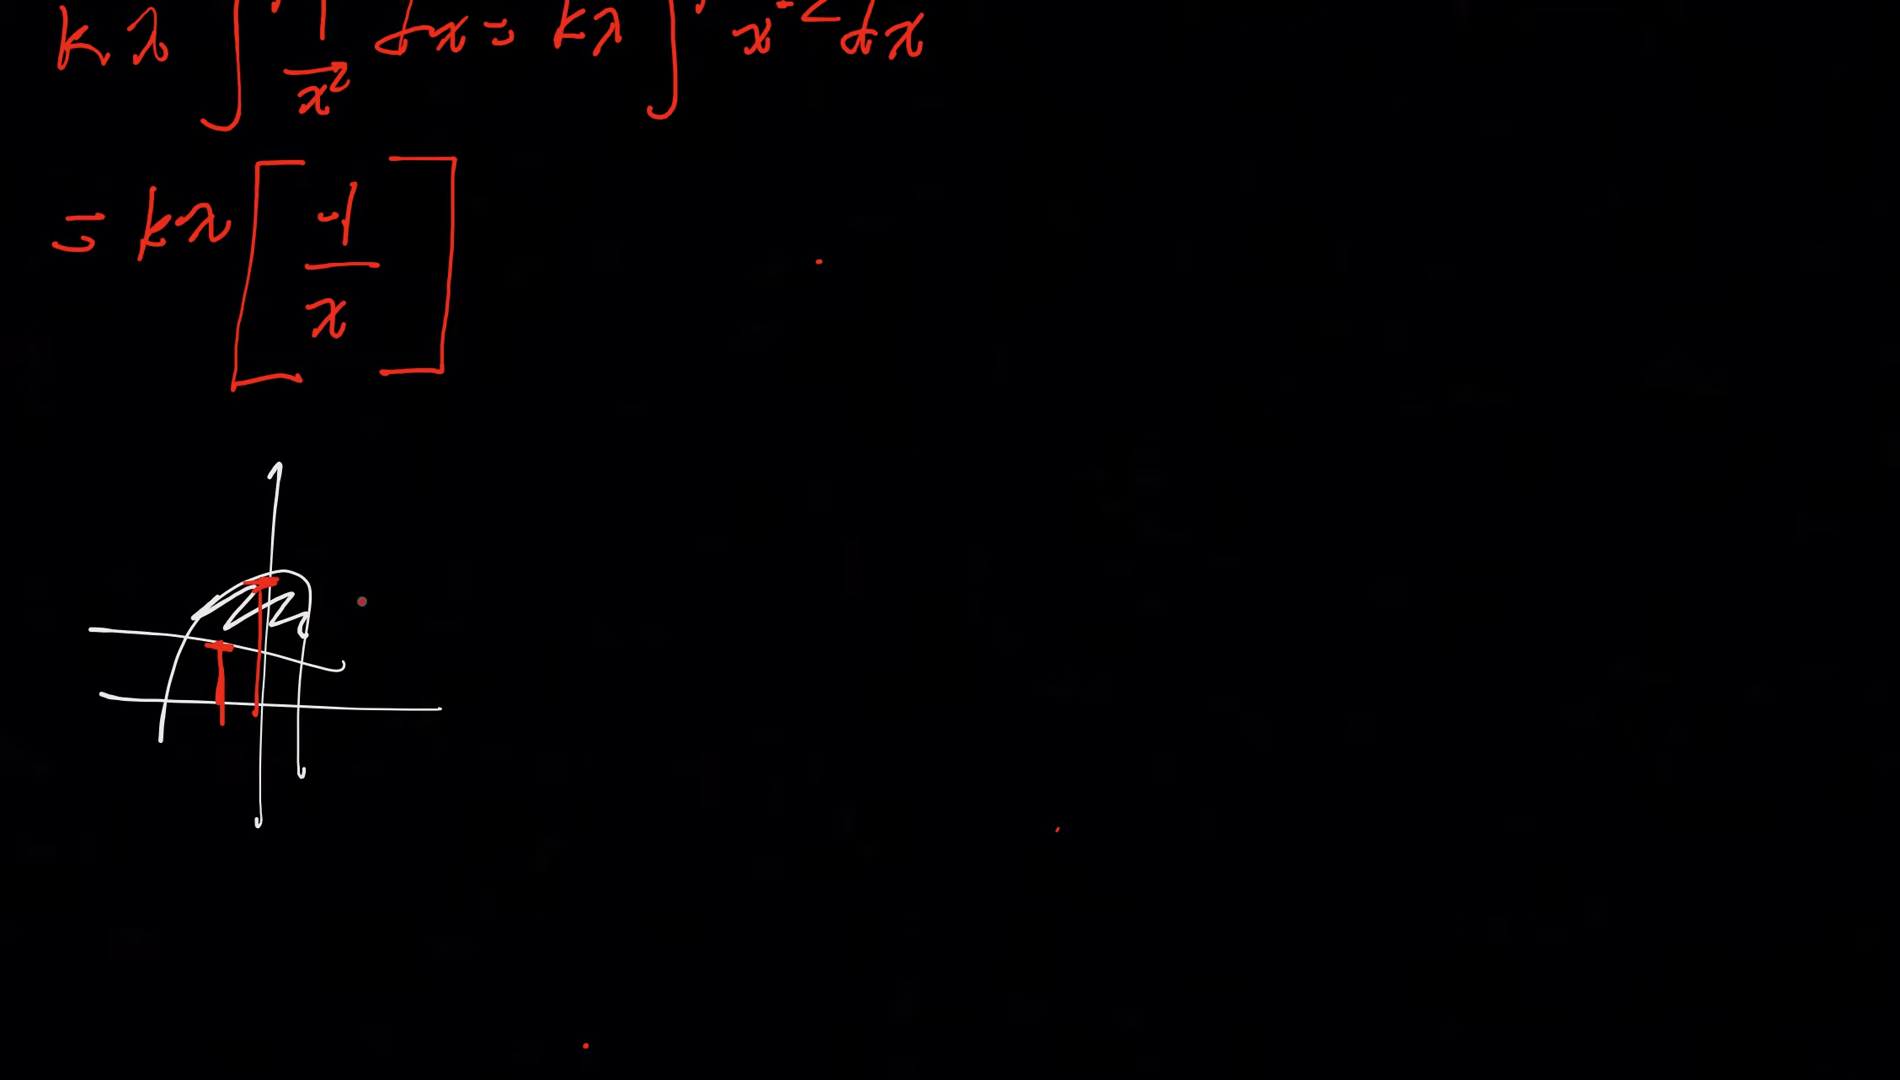 kλ ∫ 1/x² dx = kλ ∫ x⁻² dx
= kλ [ -1/x ]